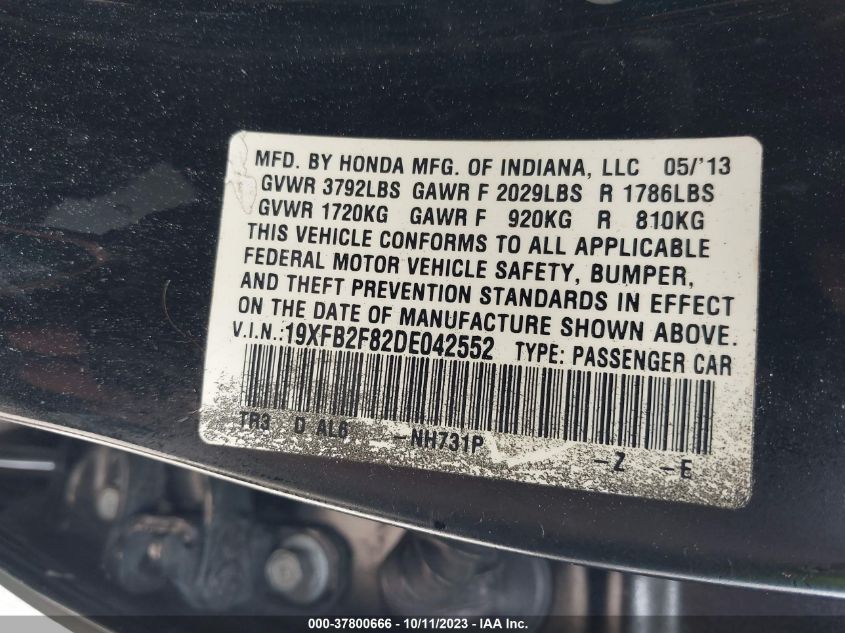 MFD. BY HONDA MFG. OF INDIANA, LLC 05/'13
GVWR 3792LBS GAWR F 2029LBS R 1786LBS
GVWR 1720KG GAWR F 920KG R 810KG
THIS VEHICLE CONFORMS TO ALL APPLICABLE
FEDERAL MOTOR VEHICLE SAFETY, BUMPER,
AND THEFT PREVENTION STANDARDS IN EFFECT
ON THE DATE OF MANUFACTURE SHOWN ABOVE.
V.I.N.:19XFB2F82DE042552 TYPE: PASSENGER CAR
TR3 D AL6 -NH731P -Z -E
000-37800666 - 10/11/2023 - IAA Inc.